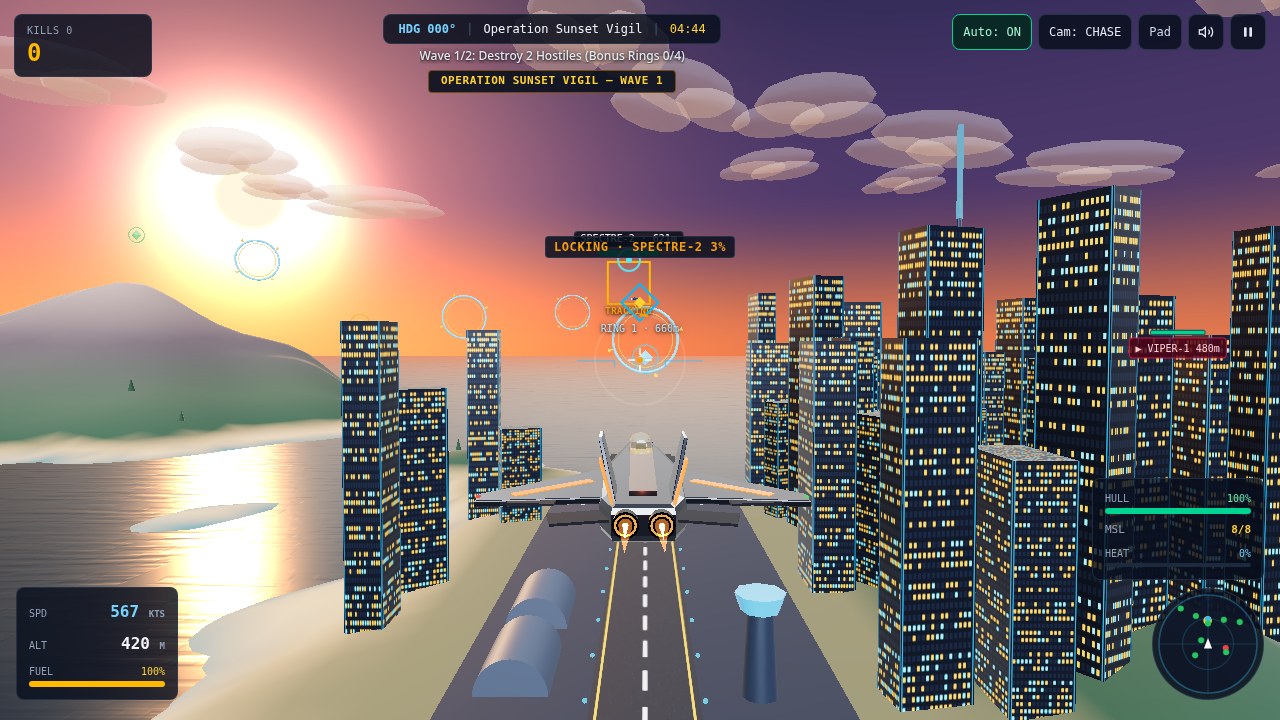 KILLS 0
0
HDG 000° | Operation Sunset Vigil | 04:44
Wave 1/2: Destroy 2 Hostiles (Bonus Rings 0/4)
OPERATION SUNSET VIGIL — WAVE 1
Auto: ON
Cam: CHASE
Pad
LOCKING · SPECTRE-2 3%
RING 1 · 660m
▶ VIPER-1 480m
HULL 100%
MSL 8/8
HEAT 0%
SPD 567 KTS
ALT 420 M
FUEL 100%